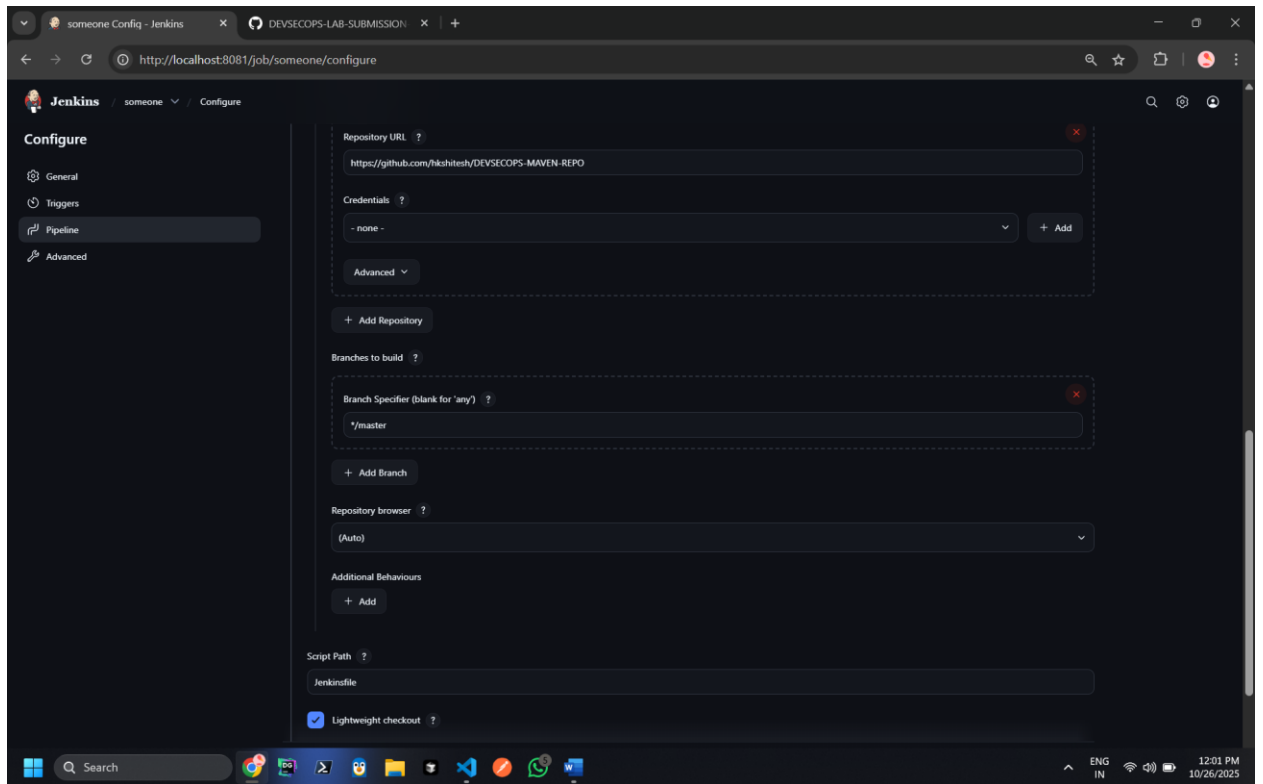 someone Config - Jenkins
DEVSECOPS-LAB-SUBMISSION-
http://localhost:8081/job/someone/configure
Jenkins / someone / Configure
Configure
General
Triggers
Pipeline
Advanced
Repository URL ?
https://github.com/hkshitesh/DEVSECOPS-MAVEN-REPO
Credentials ?
- none -
+ Add
Advanced
+ Add Repository
Branches to build ?
Branch Specifier (blank for 'any') ?
*/master
+ Add Branch
Repository browser ?
(Auto)
Additional Behaviours
+ Add
Script Path ?
Jenkinsfile
Lightweight checkout ?
Search
DG
W
ENG
IN
12:01 PM
10/26/2025